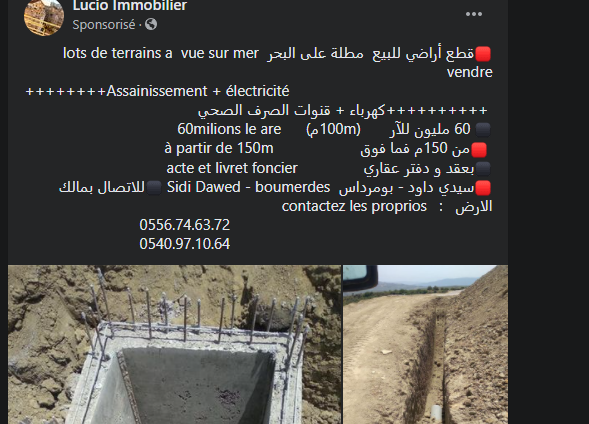 Lucio Immobilier
Sponsorisé ·
قطع أراضي للبيع مطلة على البحر lots de terrains a vue sur mer
vendre
++++++++Assainissement + électricité
++++++++++كهرباء + قنوات الصرف الصحي
60 مليون للآر (100m م) 60milions le are
من 150م فما فوق à partir de 150m
بعقد و دفتر عقاري acte et livret foncier
سيدي داود - بومرداس Sidi Dawed - boumerdes للاتصال بمالك
الارض : contactez les proprios
0556.74.63.72
0540.97.10.64